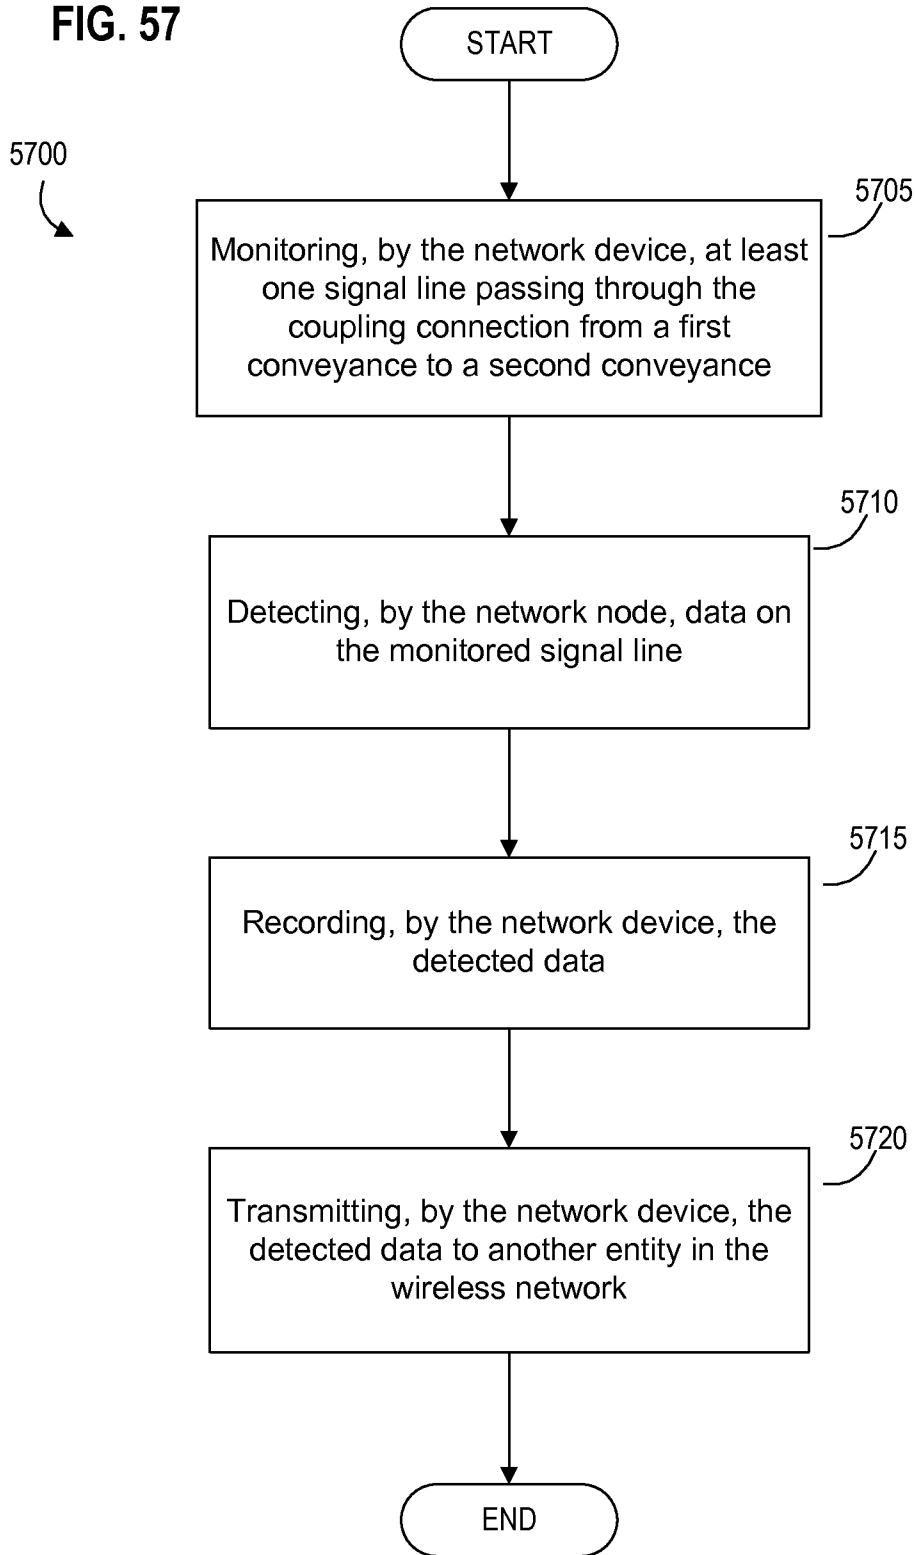 FIG. 57
START
5700
5705
Monitoring, by the network device, at least
one signal line passing through the
coupling connection from a first
conveyance to a second conveyance
5710
Detecting, by the network node, data on
the monitored signal line
5715
Recording, by the network device, the
detected data
5720
Transmitting, by the network device, the
detected data to another entity in the
wireless network
END